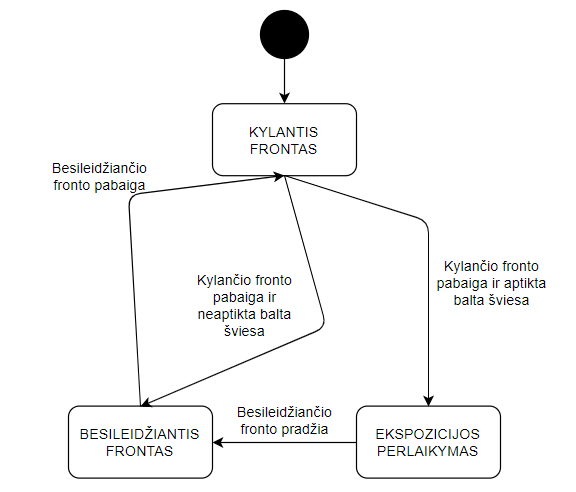 KYLANTIS
FRONTAS
Besileidžiančio
fronto pabaiga
Kylančio fronto
pabaiga ir
neaptikta balta
šviesa
Kylančio fronto
pabaiga ir aptikta
balta šviesa
Besileidžiančio
fronto pradžia
BESILEIDŽIANTIS
FRONTAS
EKSPOZICIJOS
PERLAIKYMAS